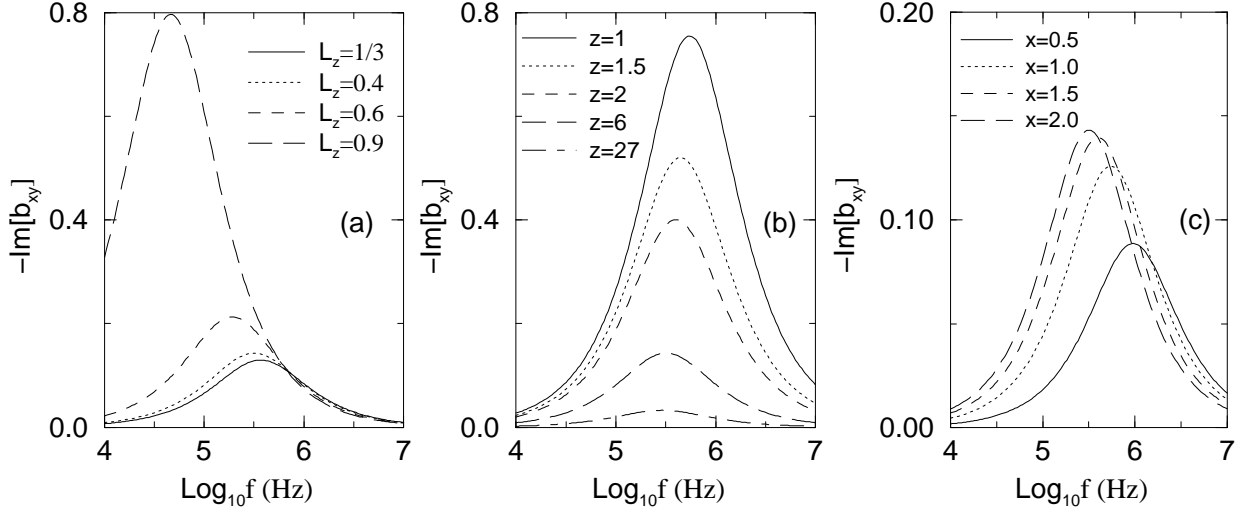 0.8
0.4
0.0
−Im[b_xy]
L_z=1/3
L_z=0.4
L_z=0.6
L_z=0.9
(a)
4 5 6 7
Log₁₀f (Hz)
0.8
0.4
0.0
−Im[b_xy]
z=1
z=1.5
z=2
z=6
z=27
(b)
4 5 6 7
Log₁₀f (Hz)
0.20
0.10
0.00
−Im[b_xy]
x=0.5
x=1.0
x=1.5
x=2.0
(c)
4 5 6 7
Log₁₀f (Hz)